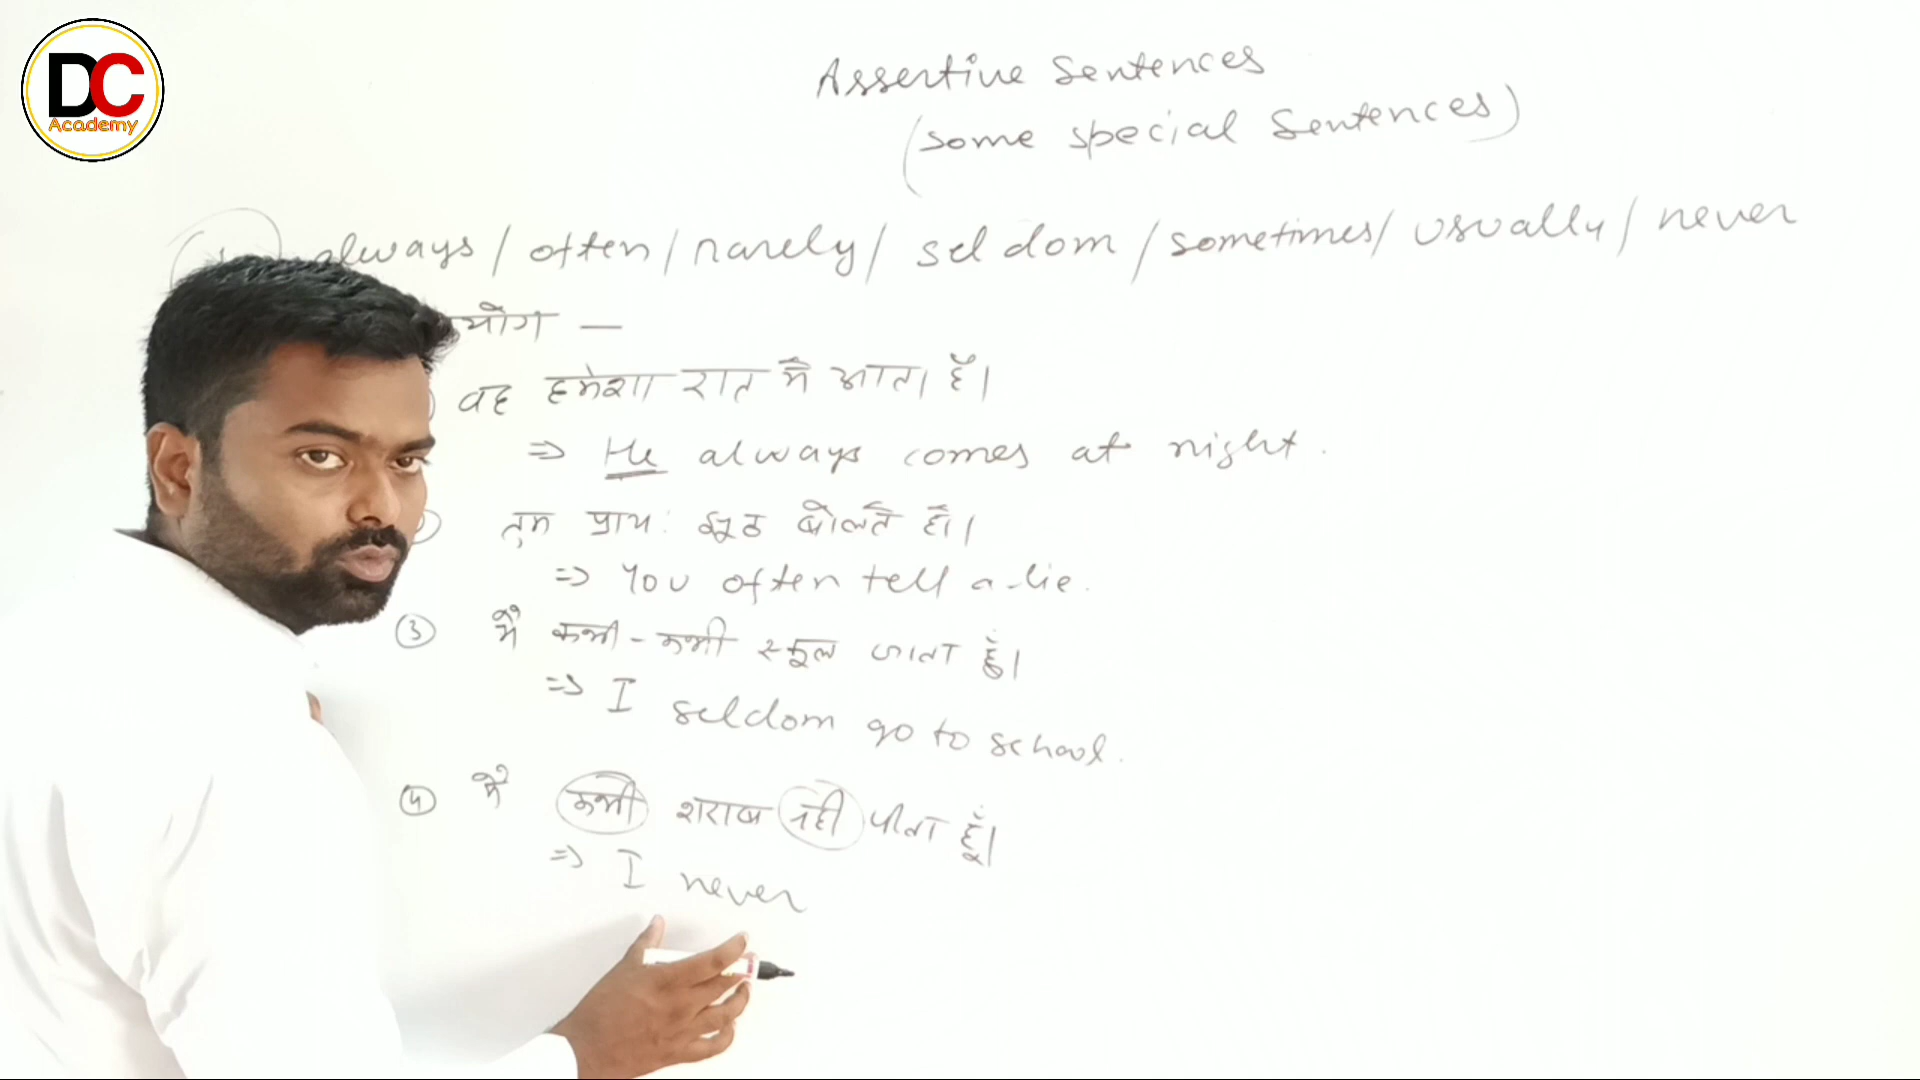 DC
Academy
Assertive Sentences
(some special Sentences)
always / often / rarely / seldom / sometimes / usually / never
योग —
वह हमेशा रात में आता है।
⇒ He always comes at night.
तुम प्रायः झूठ बोलते हो।
⇒ You often tell a lie.
③ मैं कभी-कभी स्कूल जाता हूँ।
⇒ I seldom go to school.
④ मैं कभी शराब नहीं पीता हूँ।
⇒ I never